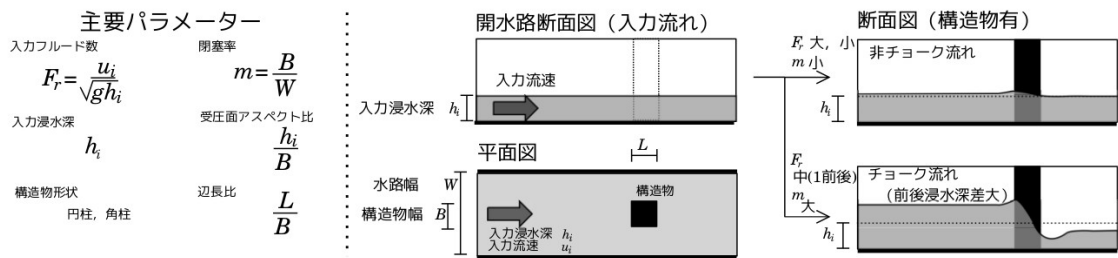 主要パラメーター
入力フルード数
F_r = u_i / √gh_i
閉塞率
m = B / W
入力浸水深
h_i
受圧面アスペクト比
h_i / B
構造物形状
円柱，角柱
辺長比
L / B
開水路断面図（入力流れ）
入力流速
入力浸水深 h_i
平面図
L
水路幅 W
構造物幅 B
構造物
入力浸水深 h_i
入力流速 u_i
断面図（構造物有）
F_r 大，小
m 小
非チョーク流れ
h_i
F_r
中(1前後)
m
大
チョーク流れ
（前後浸水深差大）
h_i